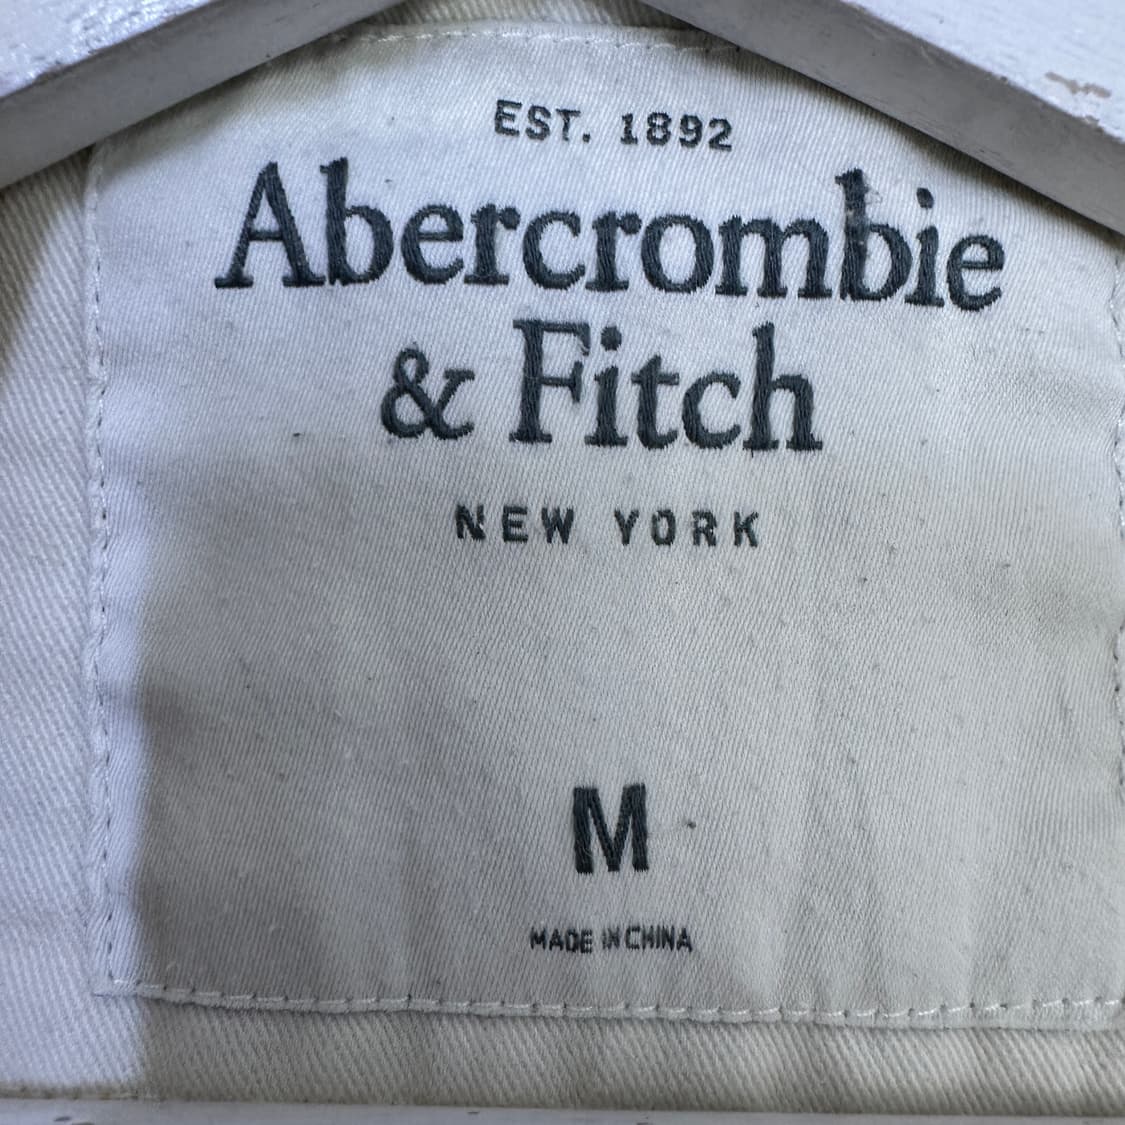 EST. 1892
Abercrombie
& Fitch
NEW YORK
M
MADE IN CHINA